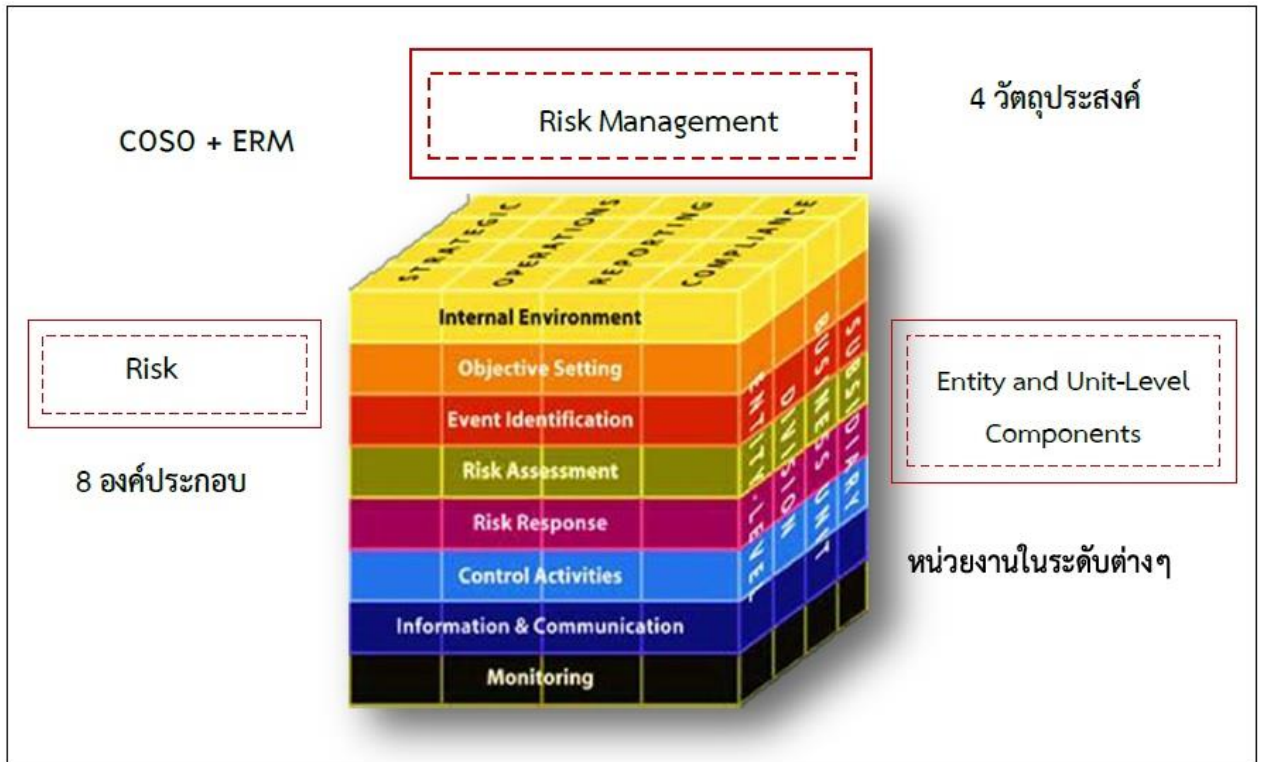 Risk Management
4 วัตถุประสงค์
COSO + ERM
STRATEGIC
OPERATIONS
REPORTING
COMPLIANCE
Internal Environment
Objective Setting
Event Identification
Risk Assessment
Risk Response
Control Activities
Information & Communication
Monitoring
ENTITY-LEVEL
DIVISION
BUSINESS UNIT
SUBSIDIARY
Risk
8 องค์ประกอบ
Entity and Unit-Level
Components
หน่วยงานในระดับต่างๆ